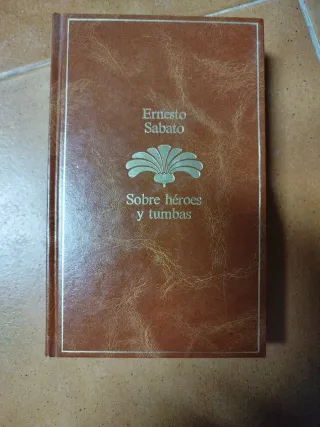 Ernesto
Sabato
Sobre héroes
y tumbas